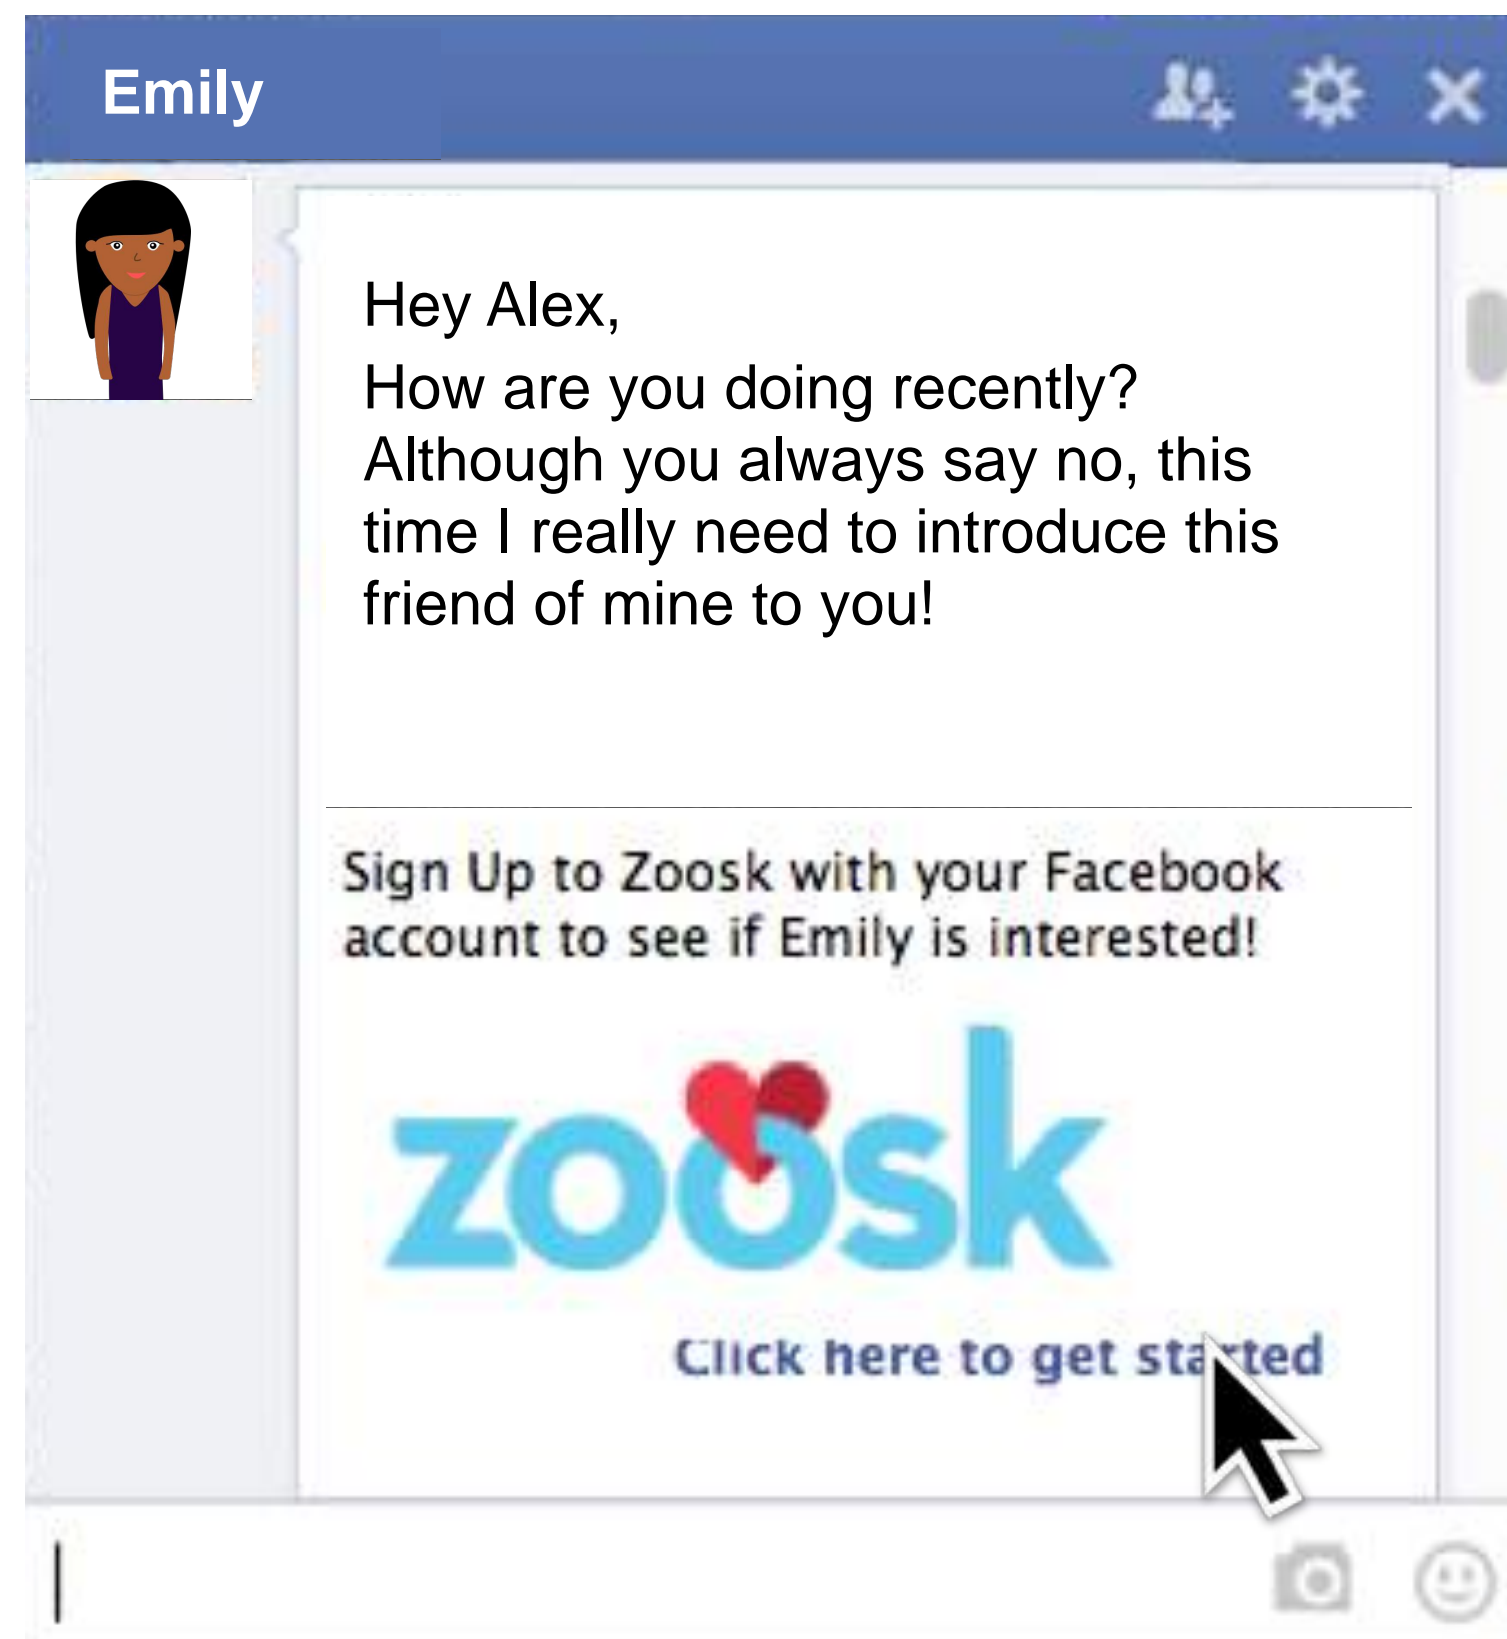 Emily
Hey Alex,
How are you doing recently?
Although you always say no, this
time I really need to introduce this
friend of mine to you!
Sign Up to Zoosk with your Facebook
account to see if Emily is interested!
zoosk
Click here to get started